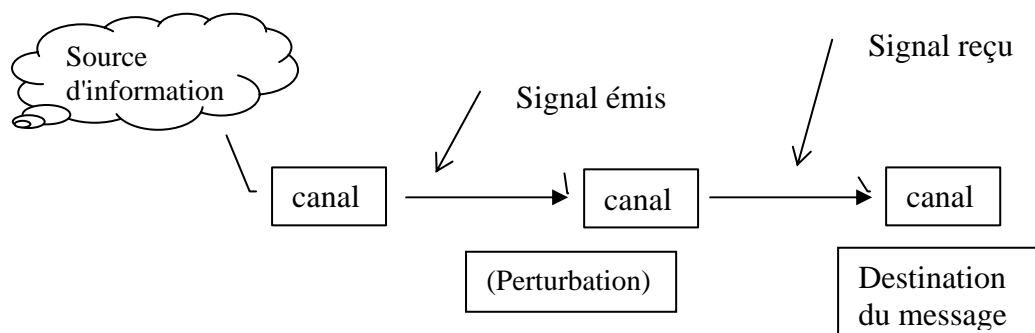 Source
d'information
Signal émis
Signal reçu
canal
canal
canal
(Perturbation)
Destination
du message